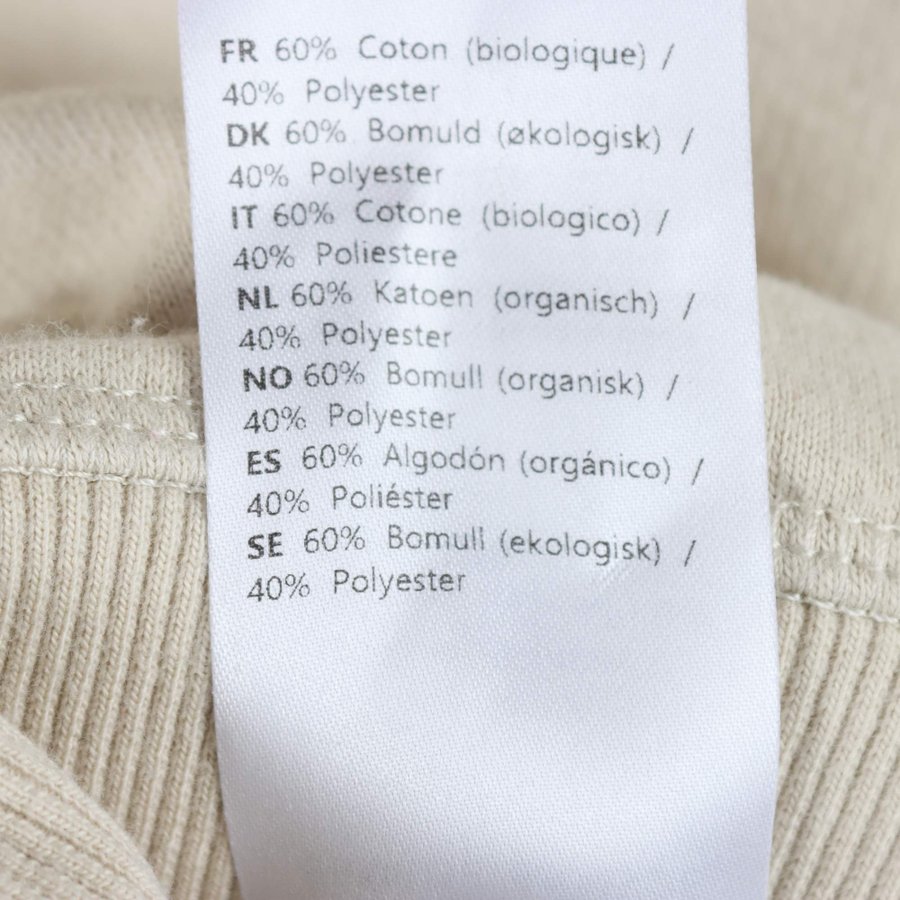 FR 60% Coton (biologique) /
40% Polyester
DK 60% Bomuld (økologisk) /
40% Polyester
IT 60% Cotone (biologico) /
40% Poliestere
NL 60% Katoen (organisch) /
40% Polyester
NO 60% Bomull (organisk) /
40% Polyester
ES 60% Algodón (orgánico) /
40% Poliéster
SE 60% Bomull (ekologisk) /
40% Polyester